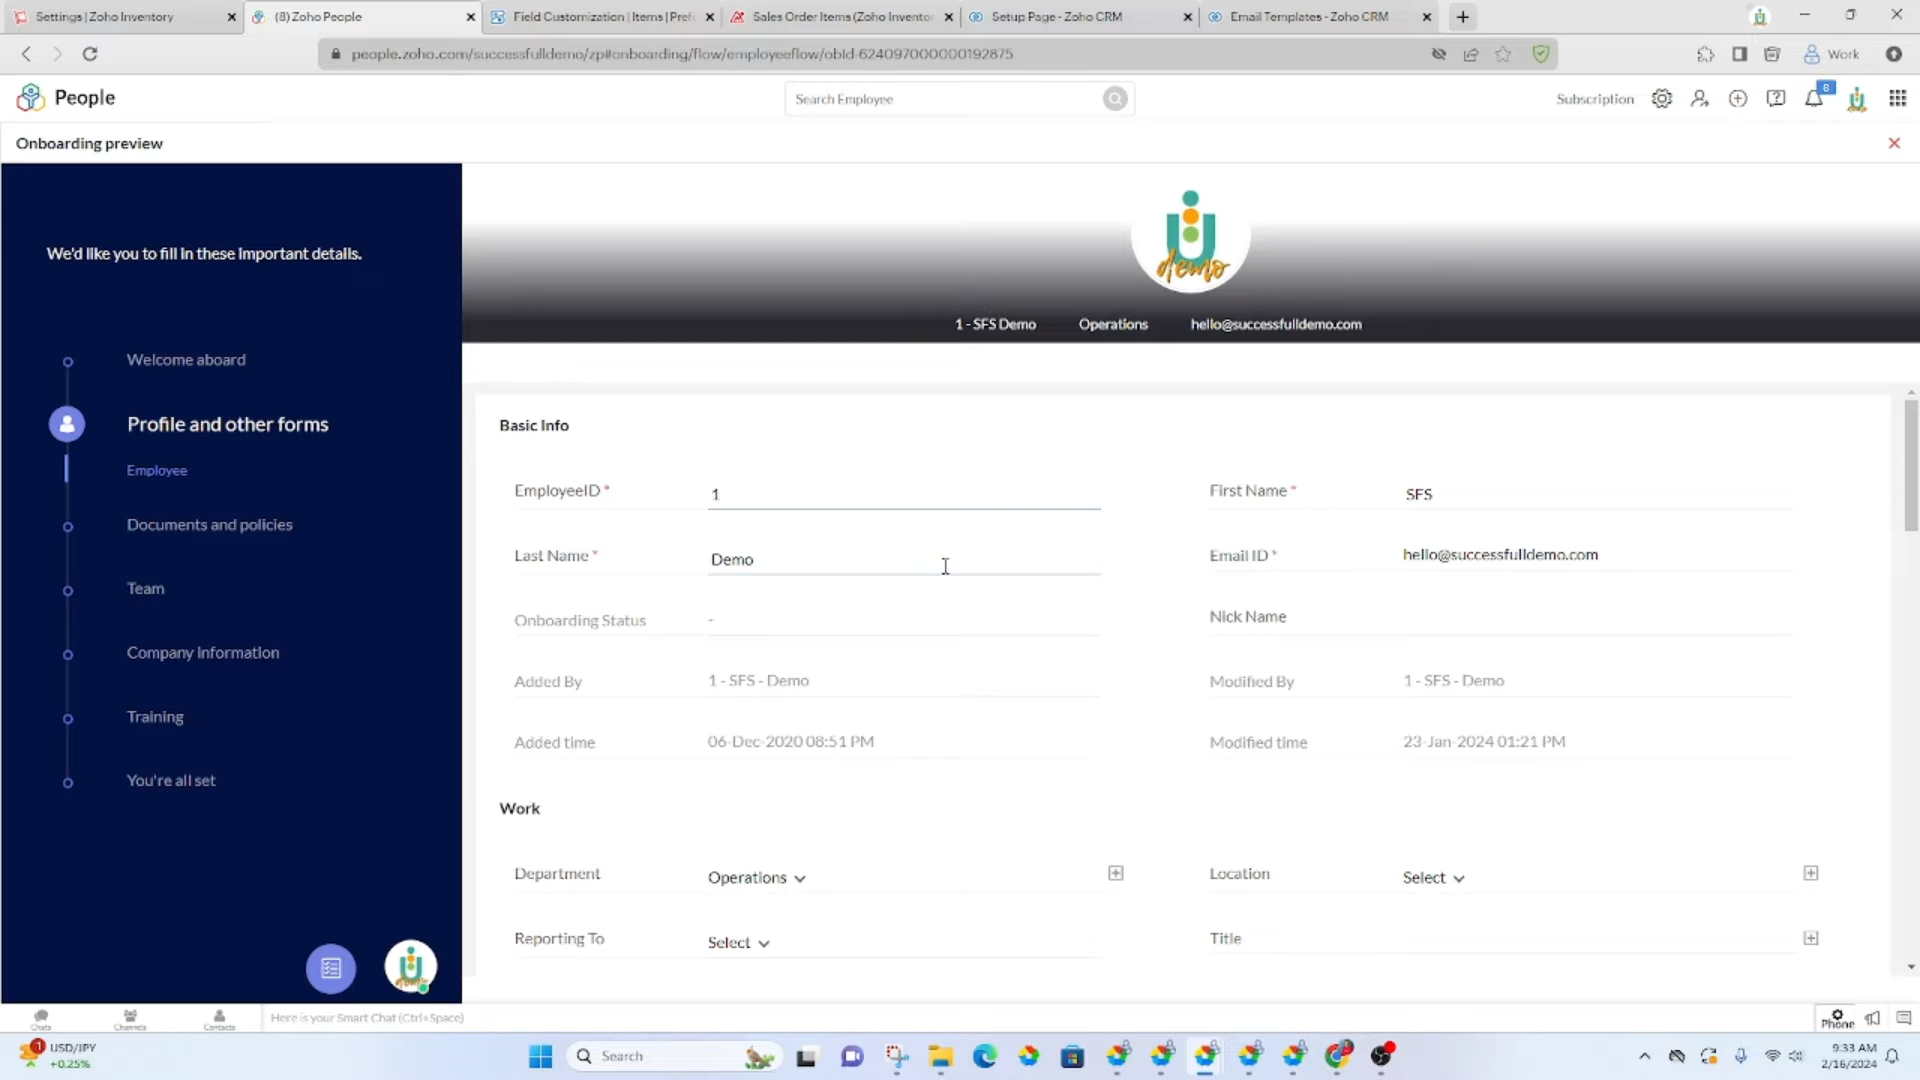 Settings | Zoho Inventory
(8) Zoho People
Field Customization | Items | Pref
Sales Order Items (Zoho Inventor
Setup Page - Zoho CRM
Email Templates - Zoho CRM
people.zoho.com/successfulldemo/zp#onboarding/flow/employeeflow/obId-624097000000192875
Work
People
Search Employee
Subscription
8
Onboarding preview
We'd like you to fill in these important details.
Welcome aboard
Profile and other forms
Employee
Documents and policies
Team
Company Information
Training
You're all set
demo
1 - SFS Demo
Operations
hello@successfulldemo.com
Basic Info
EmployeeID *
1
First Name *
SFS
Last Name *
Demo
Email ID *
hello@successfulldemo.com
Onboarding Status
-
Nick Name
Added By
1 - SFS - Demo
Modified By
1 - SFS - Demo
Added time
06-Dec-2020 08:51 PM
Modified time
23-Jan-2024 01:21 PM
Work
Department
Operations
Location
Select
Reporting To
Select
Title
Chats
Channels
Contacts
Here is your Smart Chat (Ctrl+Space)
Phone
1
USD/JPY
+0.25%
Search
9:33 AM
2/16/2024